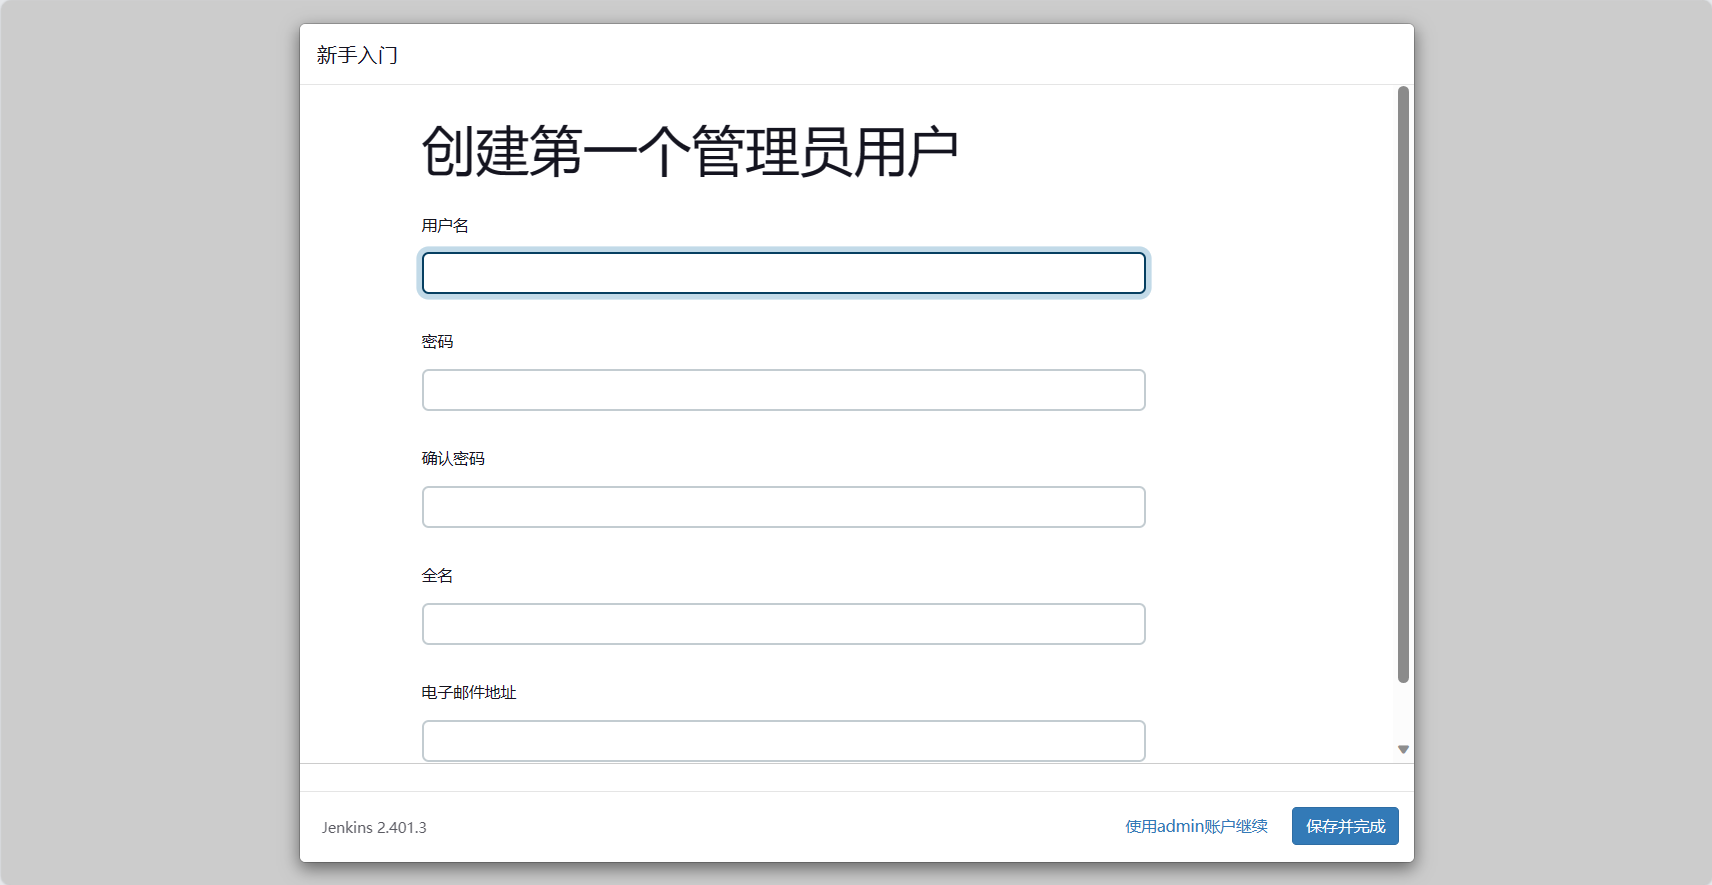 新手入门
创建第一个管理员用户
用户名
密码
确认密码
全名
电子邮件地址
Jenkins 2.401.3
使用admin账户继续
保存并完成